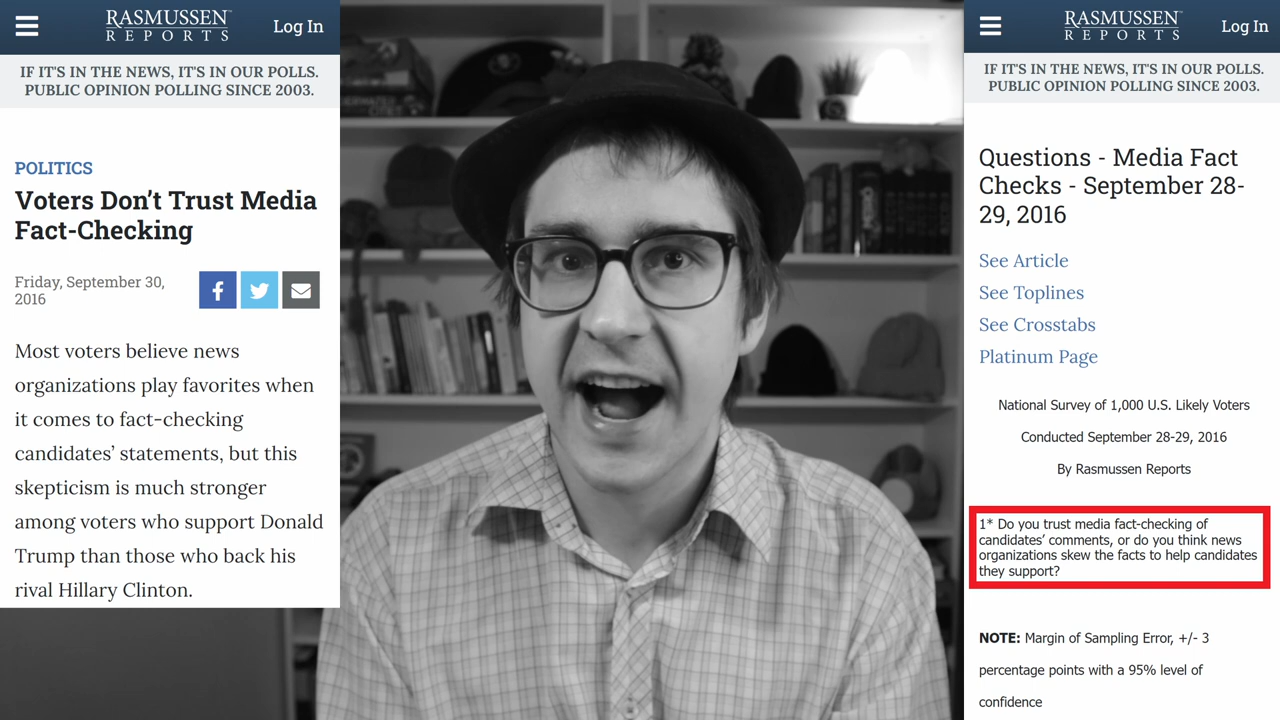 RASMUSSEN™
REPORTS
Log In
IF IT'S IN THE NEWS, IT'S IN OUR POLLS.
PUBLIC OPINION POLLING SINCE 2003.
POLITICS
Voters Don’t Trust Media
Fact-Checking
Friday, September 30,
2016
Most voters believe news
organizations play favorites when
it comes to fact-checking
candidates’ statements, but this
skepticism is much stronger
among voters who support Donald
Trump than those who back his
rival Hillary Clinton.
RASMUSSEN™
REPORTS
Log In
IF IT'S IN THE NEWS, IT'S IN OUR POLLS.
PUBLIC OPINION POLLING SINCE 2003.
Questions - Media Fact
Checks - September 28-
29, 2016
See Article
See Toplines
See Crosstabs
Platinum Page
National Survey of 1,000 U.S. Likely Voters
Conducted September 28-29, 2016
By Rasmussen Reports
1* Do you trust media fact-checking of
candidates’ comments, or do you think news
organizations skew the facts to help candidates
they support?
NOTE: Margin of Sampling Error, +/- 3
percentage points with a 95% level of
confidence